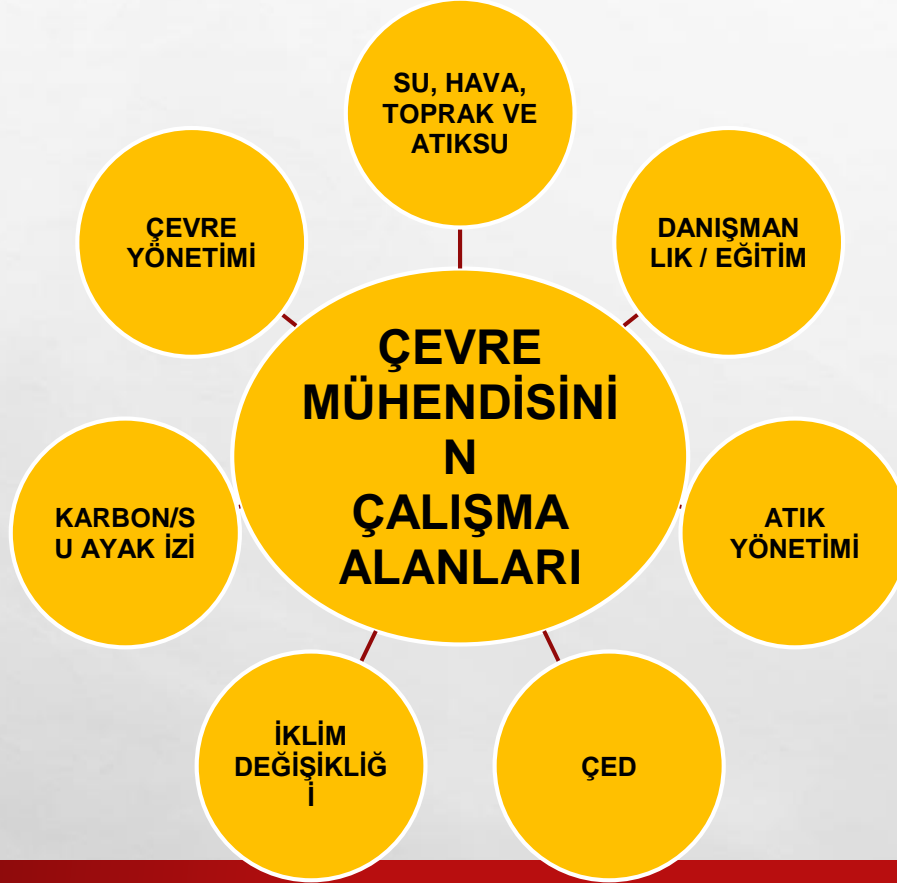 SU, HAVA,
TOPRAK VE
ATIKSU
DANIŞMAN
LIK / EĞİTİM
ATIK
YÖNETİMİ
ÇED
İKLİM
DEĞİŞİKLİĞ
İ
KARBON/S
U AYAK İZİ
ÇEVRE
YÖNETİMİ
ÇEVRE
MÜHENDİSİNİ
N
ÇALIŞMA
ALANLARI